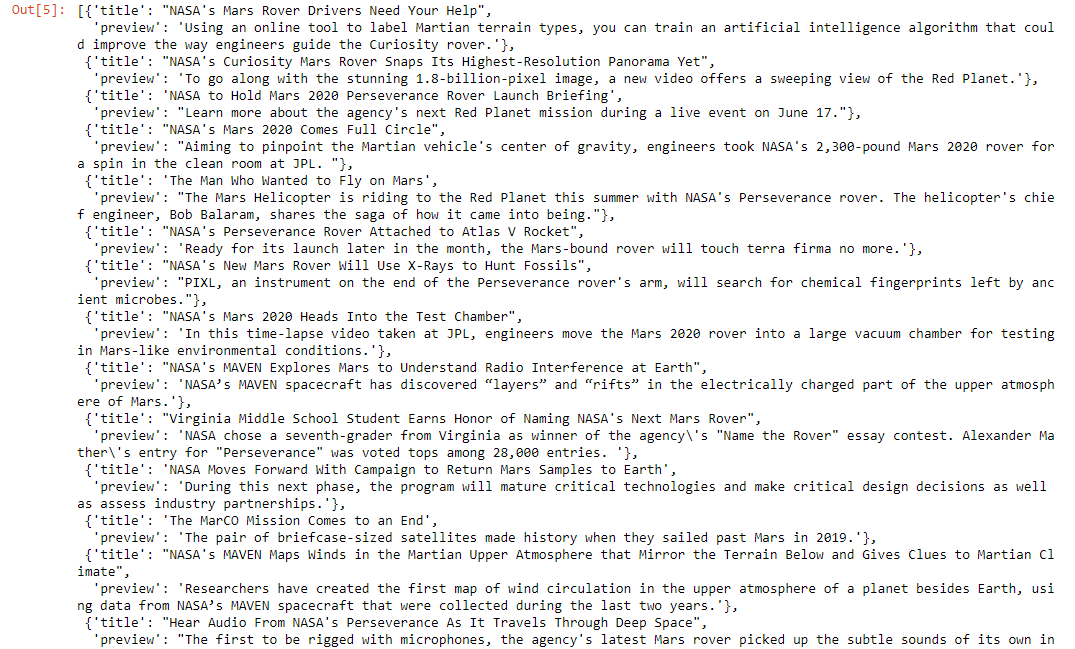 Out[5]: [{'title': "NASA's Mars Rover Drivers Need Your Help",
'preview': 'Using an online tool to label Martian terrain types, you can train an artificial intelligence algorithm that coul
d improve the way engineers guide the Curiosity rover.'},
{'title': "NASA's Curiosity Mars Rover Snaps Its Highest-Resolution Panorama Yet",
'preview': 'To go along with the stunning 1.8-billion-pixel image, a new video offers a sweeping view of the Red Planet.'},
{'title': 'NASA to Hold Mars 2020 Perseverance Rover Launch Briefing',
'preview': "Learn more about the agency's next Red Planet mission during a live event on June 17."},
{'title': "NASA's Mars 2020 Comes Full Circle",
'preview': "Aiming to pinpoint the Martian vehicle's center of gravity, engineers took NASA's 2,300-pound Mars 2020 rover for
a spin in the clean room at JPL. "},
{'title': 'The Man Who Wanted to Fly on Mars',
'preview': "The Mars Helicopter is riding to the Red Planet this summer with NASA's Perseverance rover. The helicopter's chie
f engineer, Bob Balaram, shares the saga of how it came into being."},
{'title': "NASA's Perseverance Rover Attached to Atlas V Rocket",
'preview': 'Ready for its launch later in the month, the Mars-bound rover will touch terra firma no more.'},
{'title': "NASA's New Mars Rover Will Use X-Rays to Hunt Fossils",
'preview': "PIXL, an instrument on the end of the Perseverance rover's arm, will search for chemical fingerprints left by anc
ient microbes."},
{'title': "NASA's Mars 2020 Heads Into the Test Chamber",
'preview': 'In this time-lapse video taken at JPL, engineers move the Mars 2020 rover into a large vacuum chamber for testing
in Mars-like environmental conditions.'},
{'title': "NASA's MAVEN Explores Mars to Understand Radio Interference at Earth",
'preview': 'NASA’s MAVEN spacecraft has discovered “layers” and “rifts” in the electrically charged part of the upper atmosph
ere of Mars.'},
{'title': "Virginia Middle School Student Earns Honor of Naming NASA's Next Mars Rover",
'preview': 'NASA chose a seventh-grader from Virginia as winner of the agency\'s "Name the Rover" essay contest. Alexander Ma
ther\'s entry for "Perseverance" was voted tops among 28,000 entries. '},
{'title': 'NASA Moves Forward With Campaign to Return Mars Samples to Earth',
'preview': 'During this next phase, the program will mature critical technologies and make critical design decisions as well
as assess industry partnerships.'},
{'title': 'The MarCO Mission Comes to an End',
'preview': 'The pair of briefcase-sized satellites made history when they sailed past Mars in 2019.'},
{'title': "NASA's MAVEN Maps Winds in the Martian Upper Atmosphere that Mirror the Terrain Below and Gives Clues to Martian Cl
imate",
'preview': 'Researchers have created the first map of wind circulation in the upper atmosphere of a planet besides Earth, usi
ng data from NASA’s MAVEN spacecraft that were collected during the last two years.'},
{'title': "Hear Audio From NASA's Perseverance As It Travels Through Deep Space",
'preview': "The first to be rigged with microphones, the agency's latest Mars rover picked up the subtle sounds of its own in